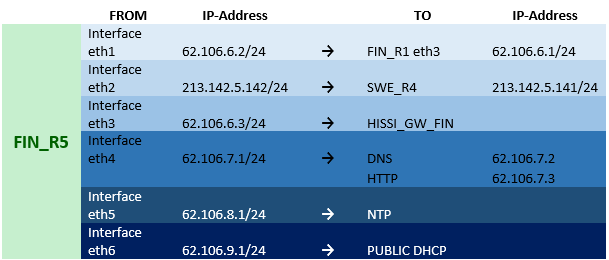 FROM IP-Address TO IP-Address
FIN_R5
Interface
eth1 62.106.6.2/24 → FIN_R1 eth3 62.106.6.1/24
Interface
eth2 213.142.5.142/24 → SWE_R4 213.142.5.141/24
Interface
eth3 62.106.6.3/24 → HISSI_GW_FIN
Interface
eth4 62.106.7.1/24 → DNS 62.106.7.2
HTTP 62.106.7.3
Interface
eth5 62.106.8.1/24 → NTP
Interface
eth6 62.106.9.1/24 → PUBLIC DHCP